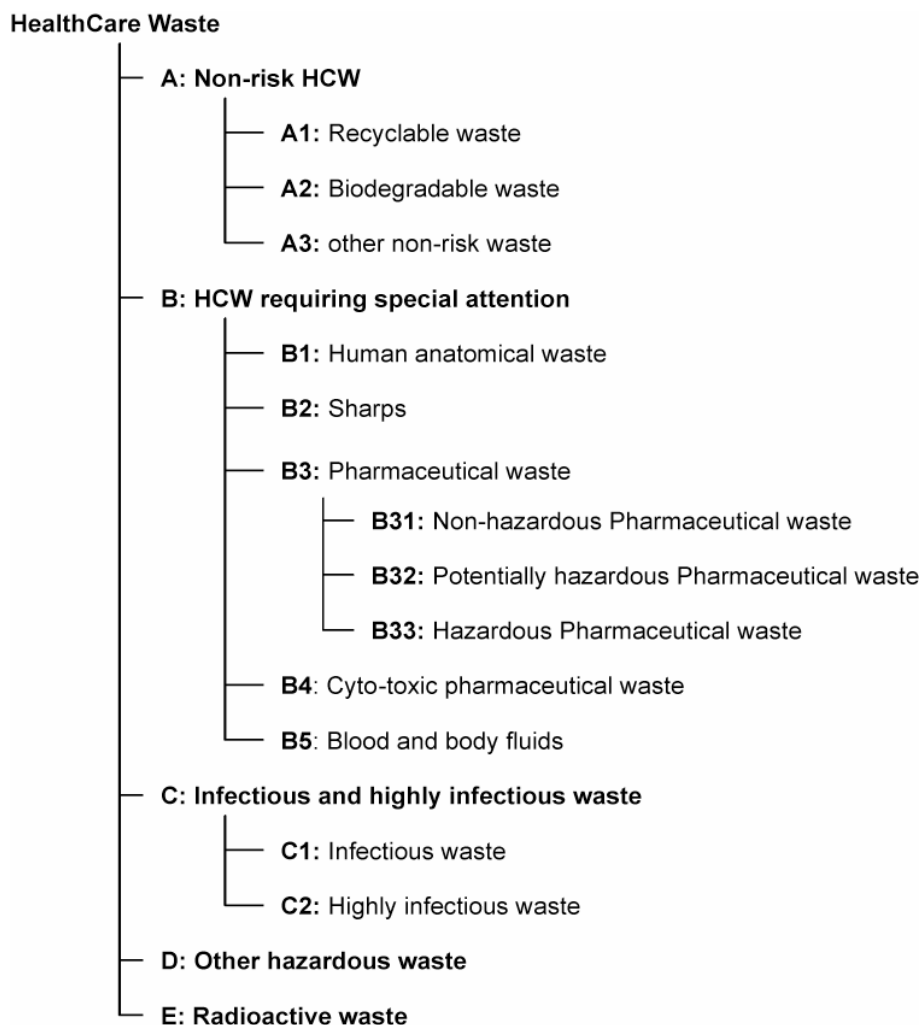 HealthCare Waste
A: Non-risk HCW
A1: Recyclable waste
A2: Biodegradable waste
A3: other non-risk waste
B: HCW requiring special attention
B1: Human anatomical waste
B2: Sharps
B3: Pharmaceutical waste
B31: Non-hazardous Pharmaceutical waste
B32: Potentially hazardous Pharmaceutical waste
B33: Hazardous Pharmaceutical waste
B4: Cyto-toxic pharmaceutical waste
B5: Blood and body fluids
C: Infectious and highly infectious waste
C1: Infectious waste
C2: Highly infectious waste
D: Other hazardous waste
E: Radioactive waste